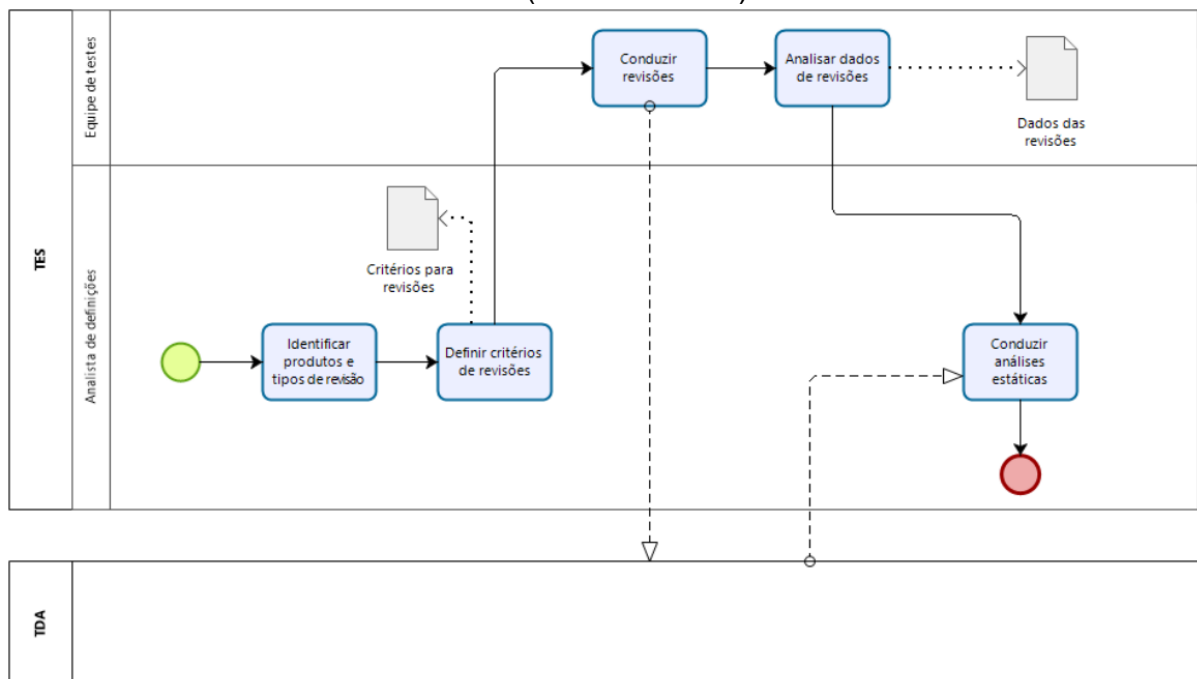 TES
Equipe de testes
Conduzir
revisões
Analisar dados
de revisões
Dados das
revisões
Analista de definições
Critérios para
revisões
Identificar
produtos e
tipos de revisão
Definir critérios
de revisões
Conduzir
análises
estáticas
TDA